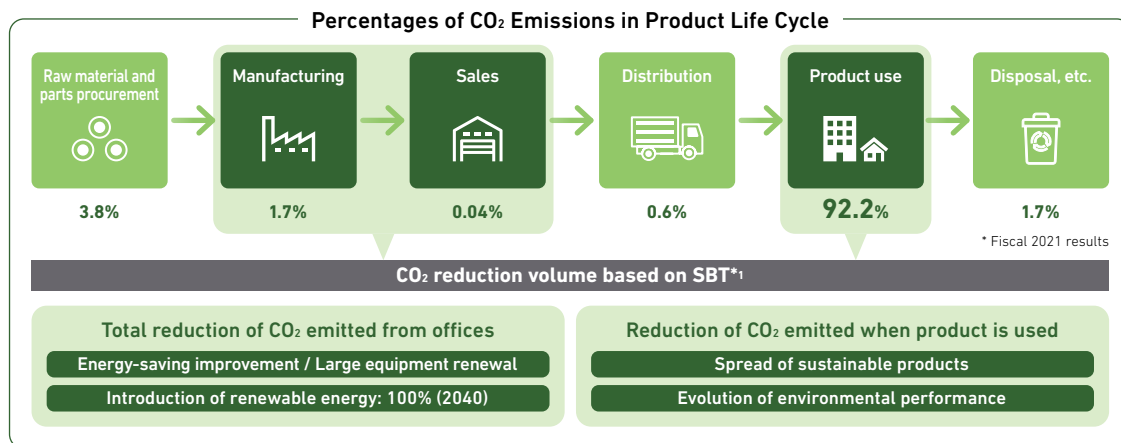 Percentages of CO₂ Emissions in Product Life Cycle
Raw material and
parts procurement
Manufacturing
Sales
Distribution
Product use
Disposal, etc.
3.8%
1.7%
0.04%
0.6%
92.2%
1.7%
* Fiscal 2021 results
CO₂ reduction volume based on SBT*1
Total reduction of CO₂ emitted from offices
Energy-saving improvement / Large equipment renewal
Introduction of renewable energy: 100% (2040)
Reduction of CO₂ emitted when product is used
Spread of sustainable products
Evolution of environmental performance